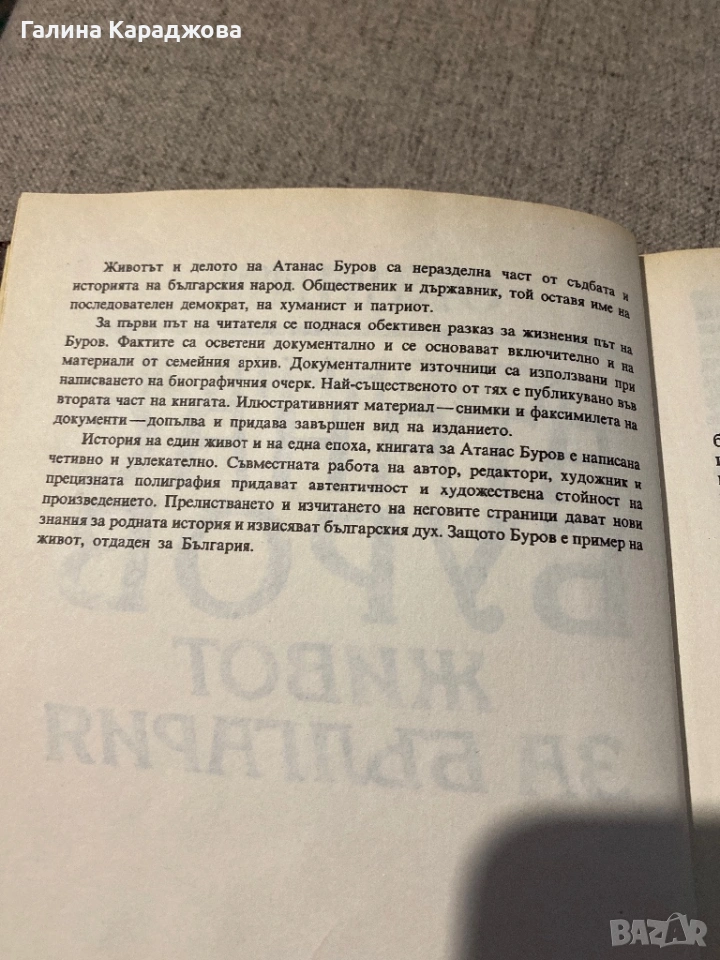 Галина Караджова
Животът и делото на Атанас Буров са неразделна част от съдбата и
историята на българския народ. Общественик и държавник, той оставя име на
последователен демократ, на хуманист и патриот.
За първи път на читателя се поднася обективен разказ за жизнения път на
Буров. Фактите са осветени документално и се основават включително и на
материали от семейния архив. Документалните източници са използвани при
написването на биографичния очерк. Най-същественото от тях е публикувано във
втората част на книгата. Илюстративният материал — снимки и факсимилета на
документи — допълва и придава завършен вид на изданието.
История на един живот и на една епоха, книгата за Атанас Буров е написана
четивно и увлекателно. Съвместната работа на автор, редактори, художник и
прецизната полиграфия придават автентичност и художествена стойност на
произведението. Прелистването и изчитането на неговите страници дават нови
знания за родната история и извисяват българския дух. Защото Буров е пример на
живот, отдаден за България.
БУРОВ
ЖИВОТ
ЗА БЪЛГАРИЯ
BAZAR